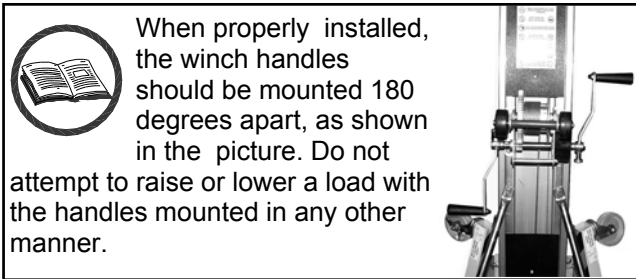 When properly installed,
the winch handles
should be mounted 180
degrees apart, as shown
in the picture. Do not
attempt to raise or lower a load with
the handles mounted in any other
manner.